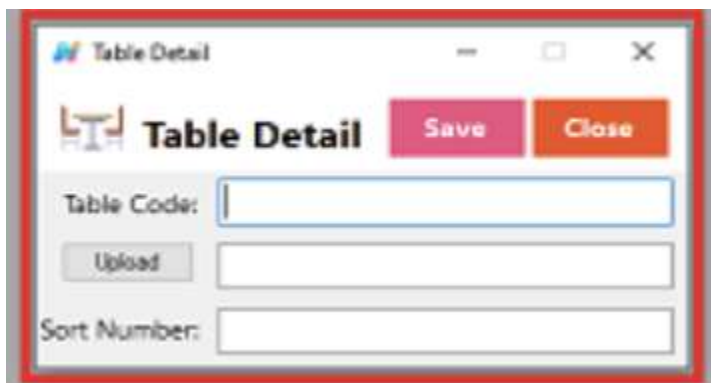 Table Detail
Table Detail Save Close
Table Code:
Upload
Sort Number: